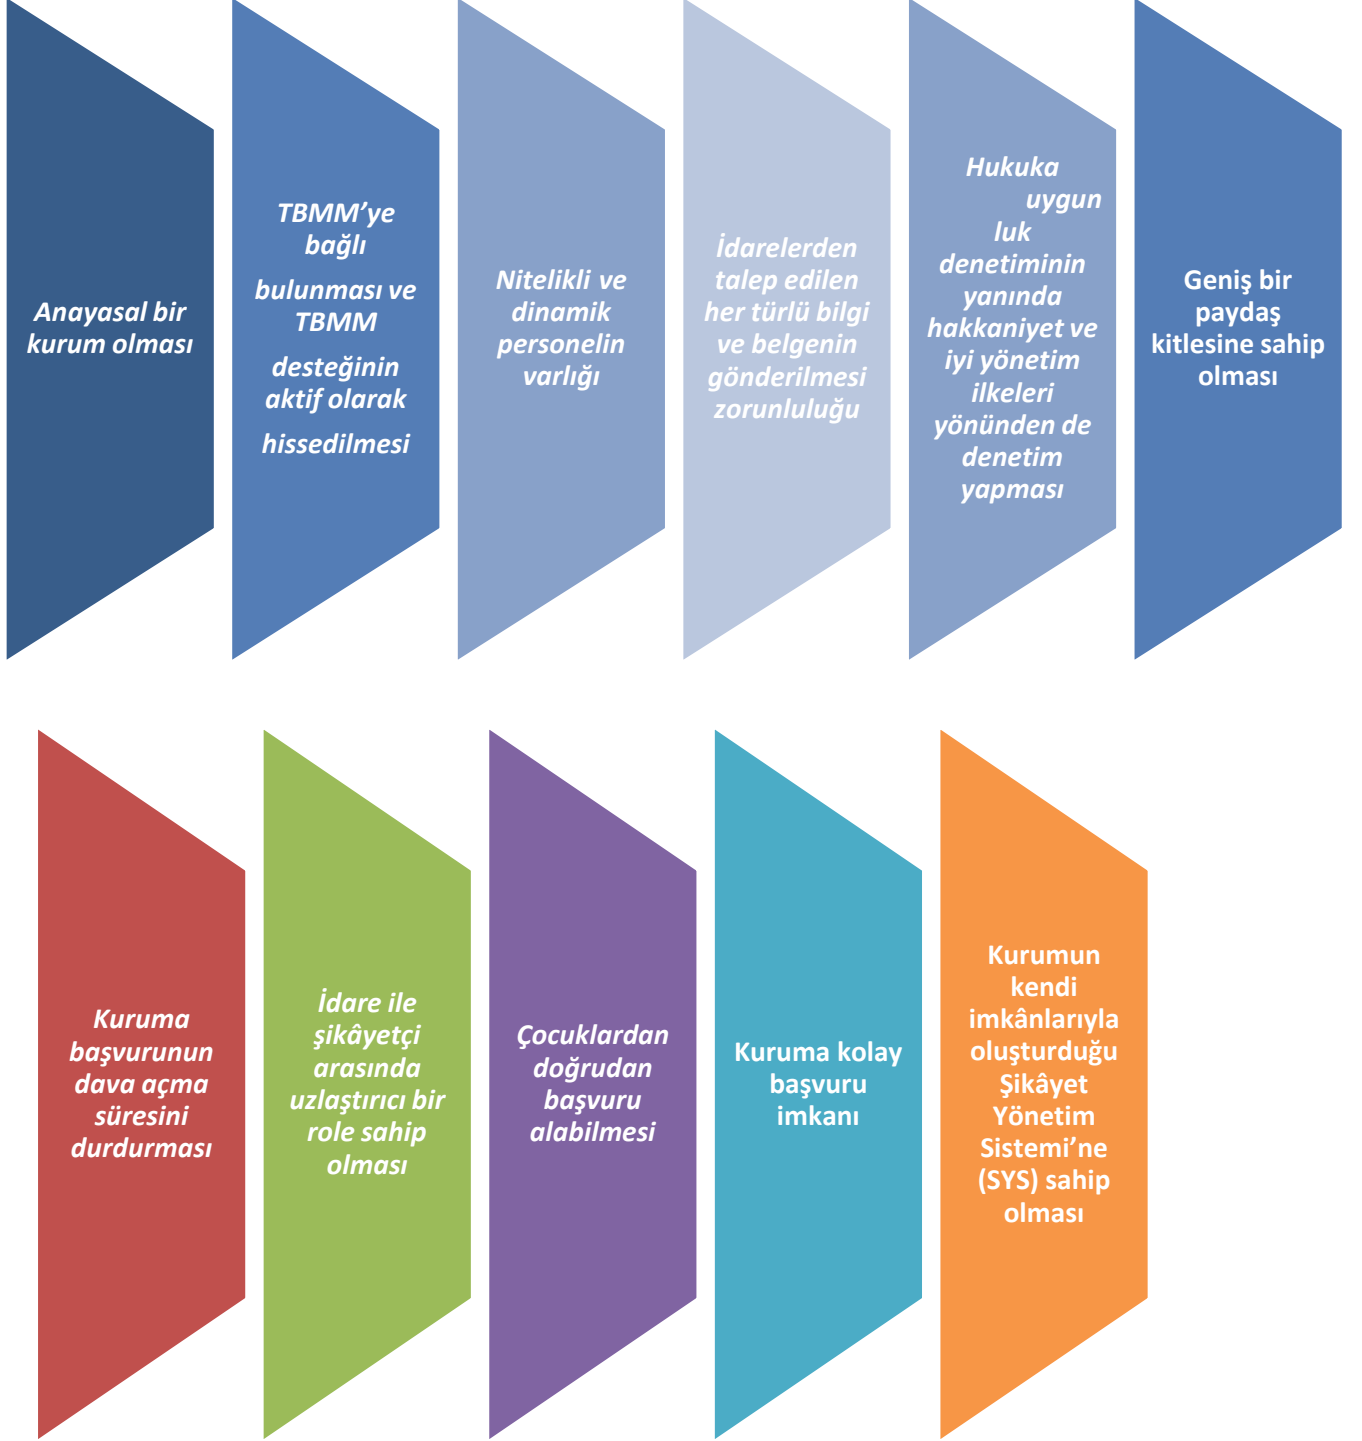 Anayasal bir
kurum olması
TBMM’ye
bağlı
bulunması ve
TBMM
desteğinin
aktif olarak
hissedilmesi
Nitelikli ve
dinamik
personelin
varlığı
İdarelerden
talep edilen
her türlü bilgi
ve belgenin
gönderilmesi
zorunluluğu
Hukuka
uygun
luk
denetiminin
yanında
hakkaniyet ve
iyi yönetim
ilkeleri
yönünden de
denetim
yapması
Geniş bir
paydaş
kitlesine sahip
olması
Kuruma
başvurunun
dava açma
süresini
durdurması
İdare ile
şikâyetçi
arasında
uzlaştırıcı bir
role sahip
olması
Çocuklardan
doğrudan
başvuru
alabilmesi
Kuruma kolay
başvuru
imkanı
Kurumun
kendi
imkânlarıyla
oluşturduğu
Şikâyet
Yönetim
Sistemi’ne
(SYS) sahip
olması